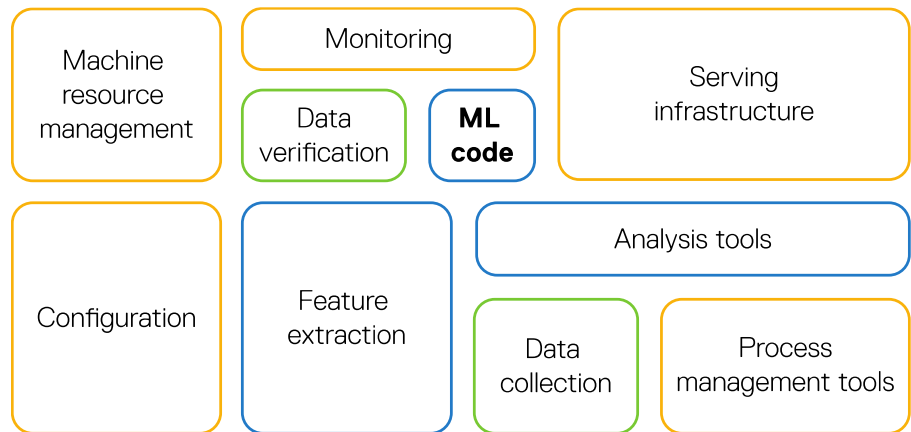 Machine
resource
management
Monitoring
Data
verification
ML
code
Serving
infrastructure
Configuration
Feature
extraction
Analysis tools
Data
collection
Process
management tools